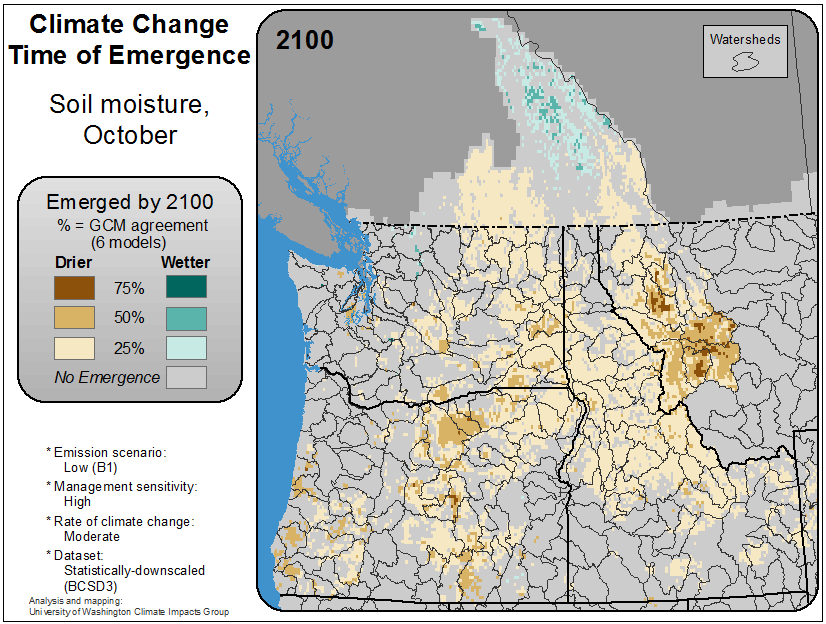 Climate Change
Time of Emergence
Soil moisture,
October
Emerged by 2100
% = GCM agreement
(6 models)
Drier Wetter
75%
50%
25%
No Emergence
* Emission scenario:
Low (B1)
* Management sensitivity:
High
* Rate of climate change:
Moderate
* Dataset:
Statistically-downscaled
(BCSD3)
Analysis and mapping:
University of Washington Climate Impacts Group
2100
Watersheds